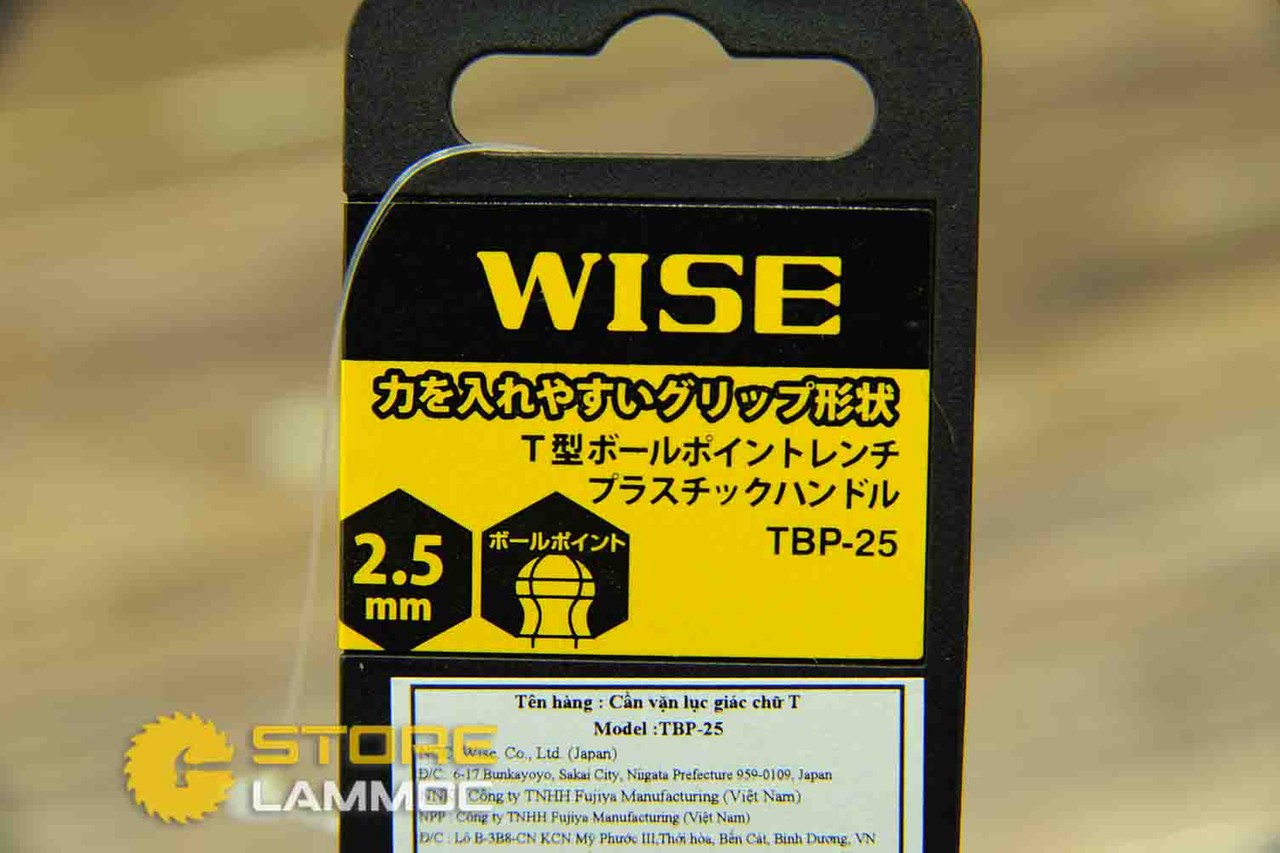 WISE
力を入れやすいグリップ形状
T型ボールポイントレンチ
プラスチックハンドル
TBP-25
2.5
mm
ボールポイント
Tên hàng : Cần vặn lục giác chữ T
Model :TBP-25
Wise. Co., Ltd. (Japan)
Đ/C: 6-17 Bunkayoyo, Sakai City, Niigata Prefecture 959-0109, Japan
NNK : Công ty TNHH Fujiya Manufacturing (Việt Nam)
NPP : Công ty TNHH Fujiya Manufacturing (Việt Nam)
Đ/C : Lô B-3B8-CN KCN Mỹ Phước III,Thới hòa, Bến Cát, Bình Dương, VN
STORE
LAMMOC